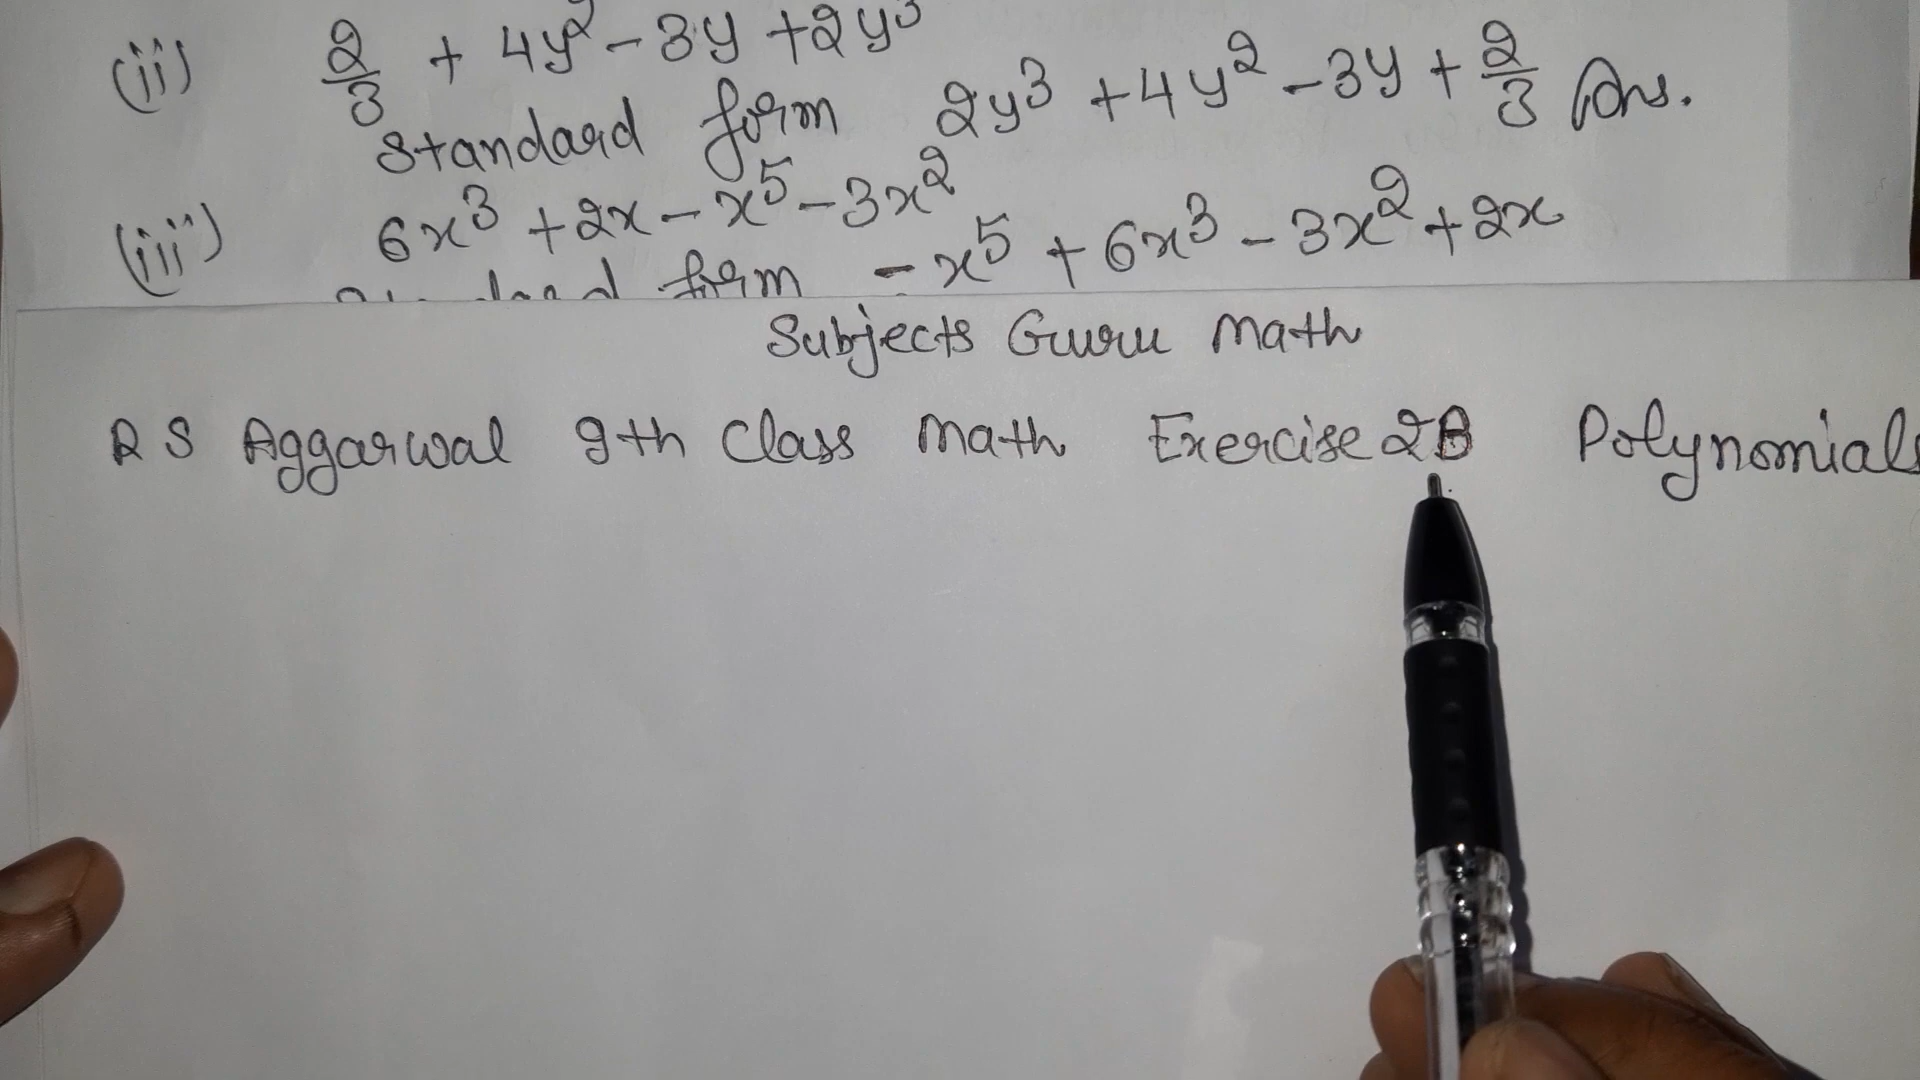 (ii) 2/3 + 4y² - 3y + 2y³
Standard form 2y³ + 4y² - 3y + 2/3 Ans.
(iii) 6x³ + 2x - x⁵ - 3x²
Standard form - x⁵ + 6x³ - 3x² + 2x
Subjects Guru Math
R S Aggarwal 9th Class Math Exercise 2B Polynomials